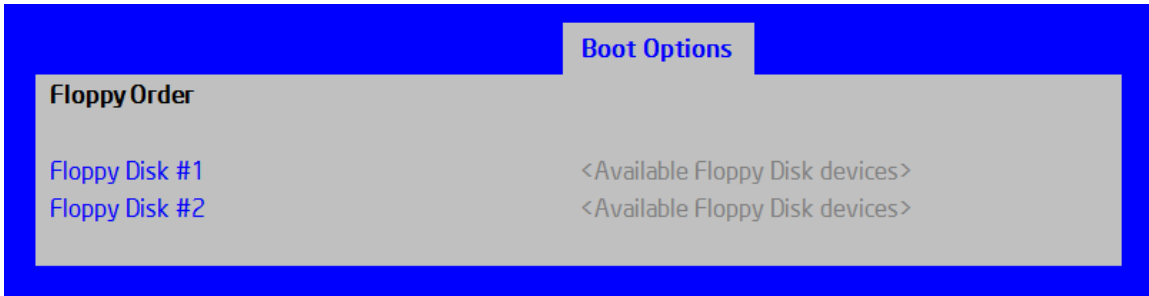 Boot Options
Floppy Order
Floppy Disk #1 <Available Floppy Disk devices>
Floppy Disk #2 <Available Floppy Disk devices>